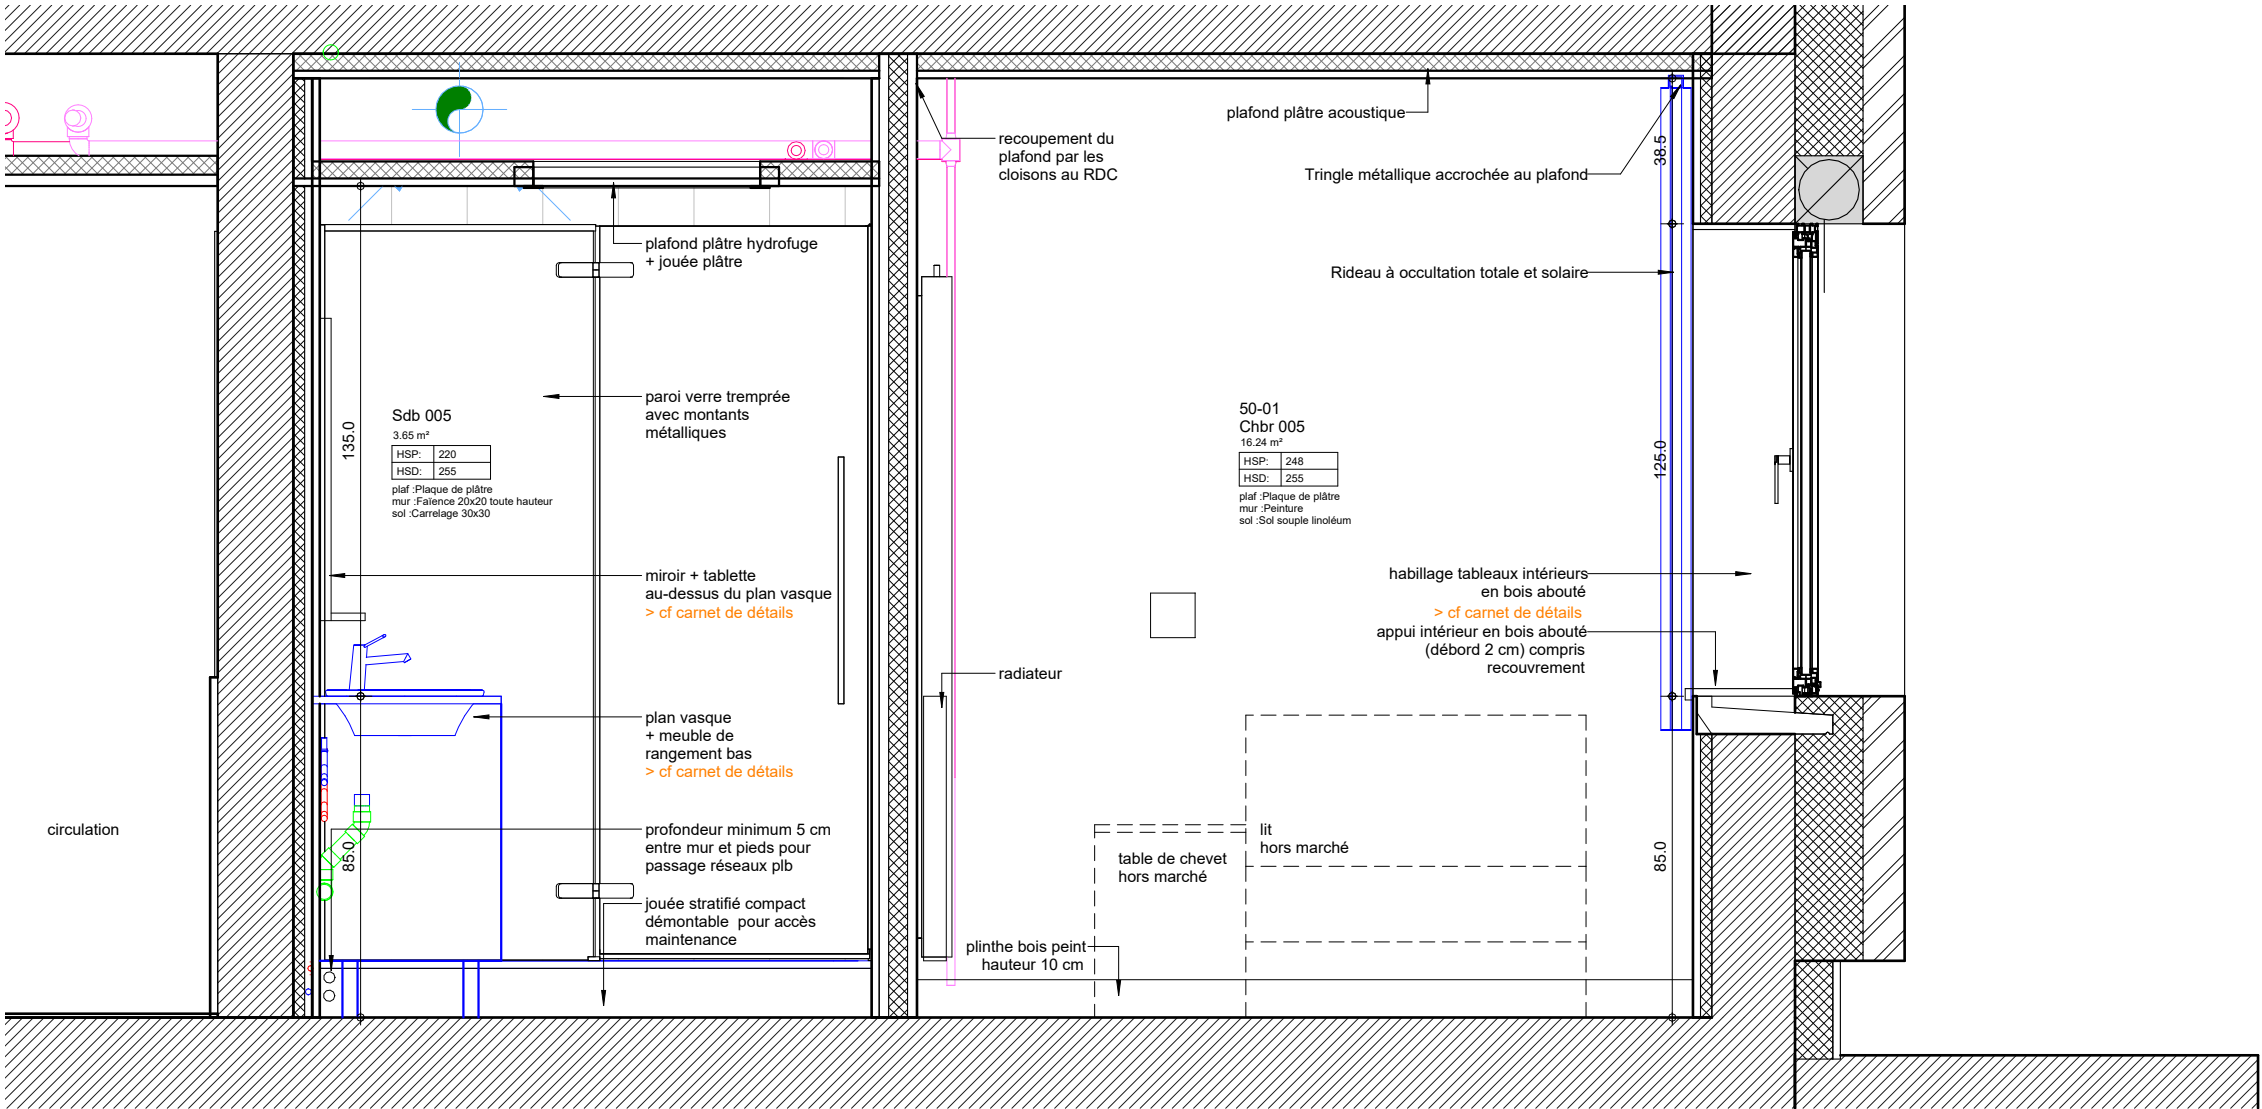 recoupement du
plafond par les
cloisons au RDC
plafond plâtre acoustique
Tringle métallique accrochée au plafond
38.5
plafond plâtre hydrofuge
+ jouée plâtre
Rideau à occultation totale et solaire
paroi verre tremprée
avec montants
métalliques
Sdb 005
3.65 m²
HSP: 220
HSD: 255
plaf :Plaque de plâtre
mur :Faïence 20x20 toute hauteur
sol :Carrelage 30x30
135.0
50-01
Chbr 005
16.24 m²
HSP: 248
HSD: 255
plaf :Plaque de plâtre
mur :Peinture
sol :Sol souple linoléum
125.0
miroir + tablette
au-dessus du plan vasque
> cf carnet de détails
habillage tableaux intérieurs
en bois abouté
> cf carnet de détails
appui intérieur en bois abouté
(débord 2 cm) compris
recouvrement
radiateur
plan vasque
+ meuble de
rangement bas
> cf carnet de détails
circulation
85.0
profondeur minimum 5 cm
entre mur et pieds pour
passage réseaux plb
lit
hors marché
table de chevet
hors marché
85.0
jouée stratifié compact
démontable pour accès
maintenance
plinthe bois peint
hauteur 10 cm